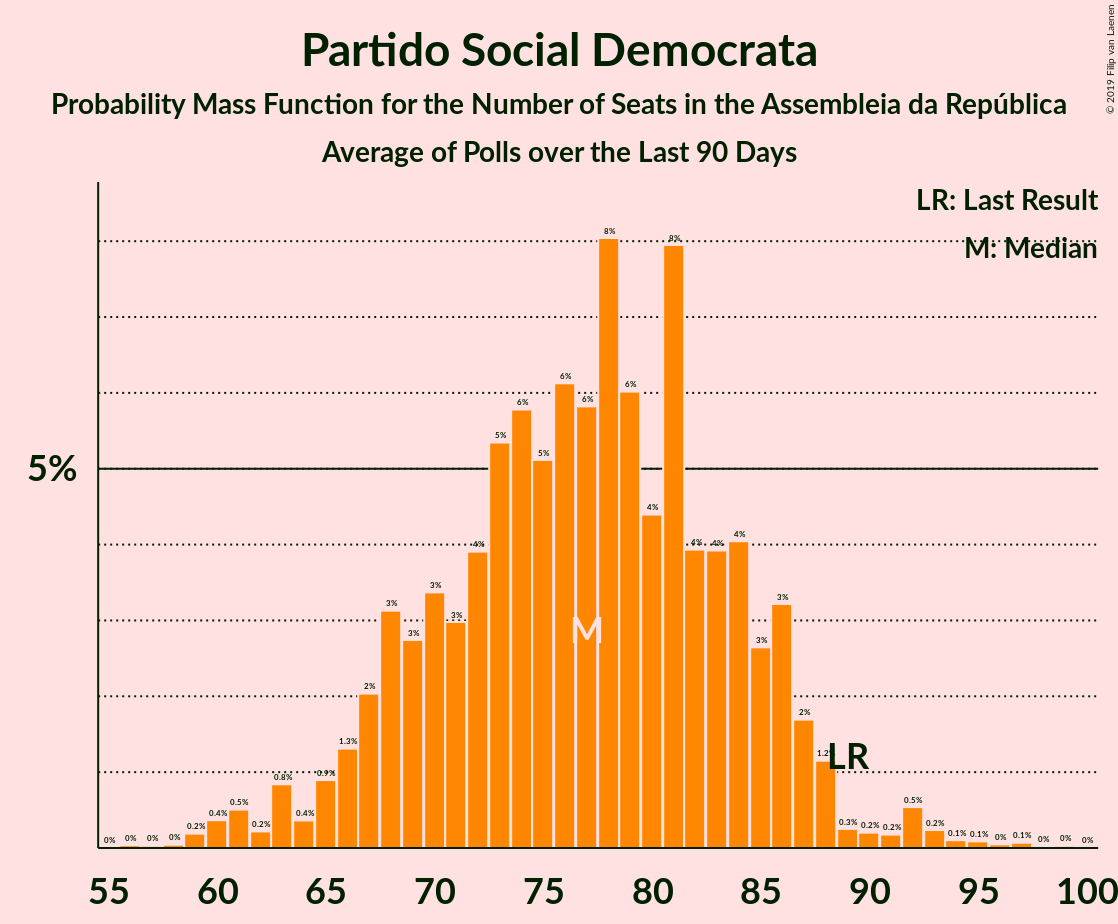 Partido Social Democrata
Probability Mass Function for the Number of Seats in the Assembleia da República
Average of Polls over the Last 90 Days
© 2019 Filip van Laenen
LR: Last Result
M: Median
5%
0% 0% 0% 0% 0.2% 0.4% 0.5% 0.2% 0.8% 0.4% 0.9% 1.3% 2% 3% 3% 3% 3% 4% 5% 6% 5% 6% 6% 8% 6% 4% 8% 4% 4% 4% 3% 3% 2% 1.2% 0.3% 0.2% 0.2% 0.5% 0.2% 0.1% 0.1% 0% 0.1% 0% 0% 0%
M
LR
55 60 65 70 75 80 85 90 95 100